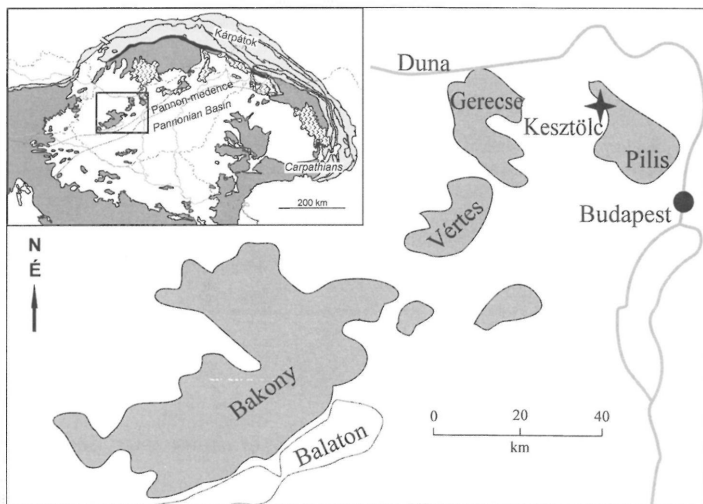 Kárpátok
Pannon-medence
Pannonian Basin
Carpathians
200 km
Duna
Gerecse
Kesztölc
Pilis
Budapest
Vértes
N
É
Bakony
Balaton
0 20 40
km